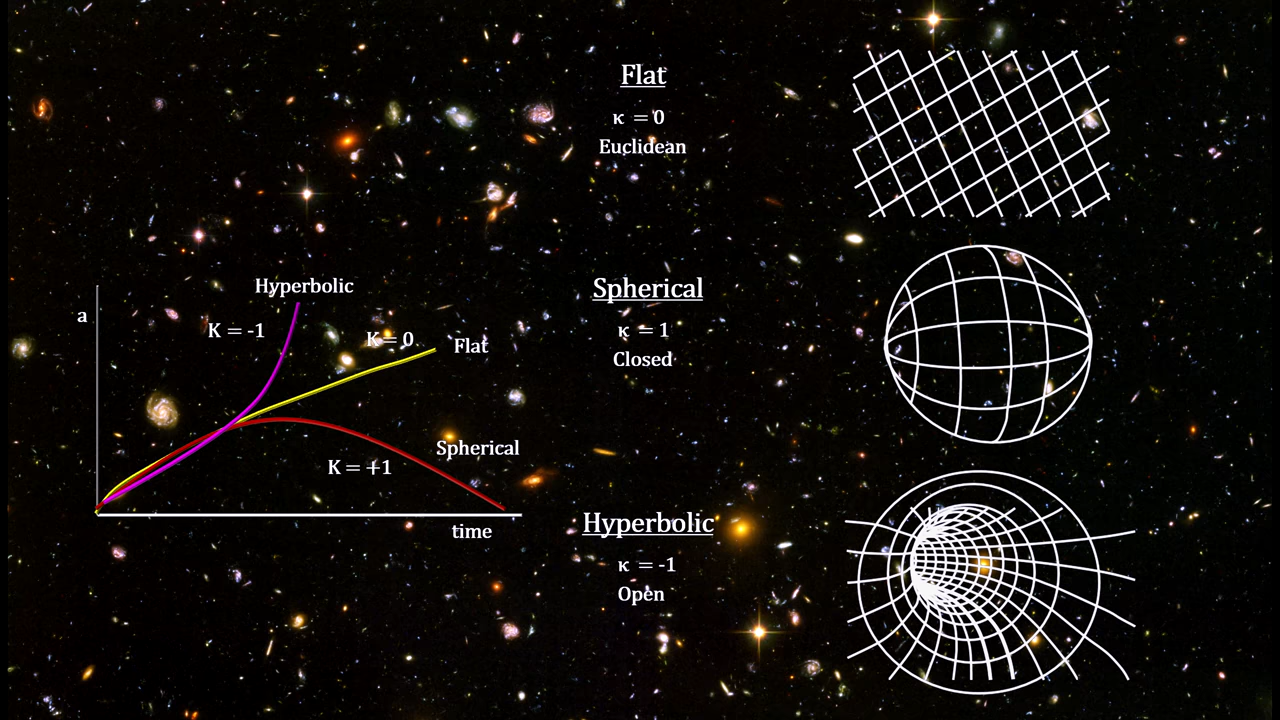 Flat
κ = 0
Euclidean
Spherical
κ = 1
Closed
Hyperbolic
κ = -1
Open
Hyperbolic
a
K = -1
K = 0
Flat
Spherical
K = +1
time